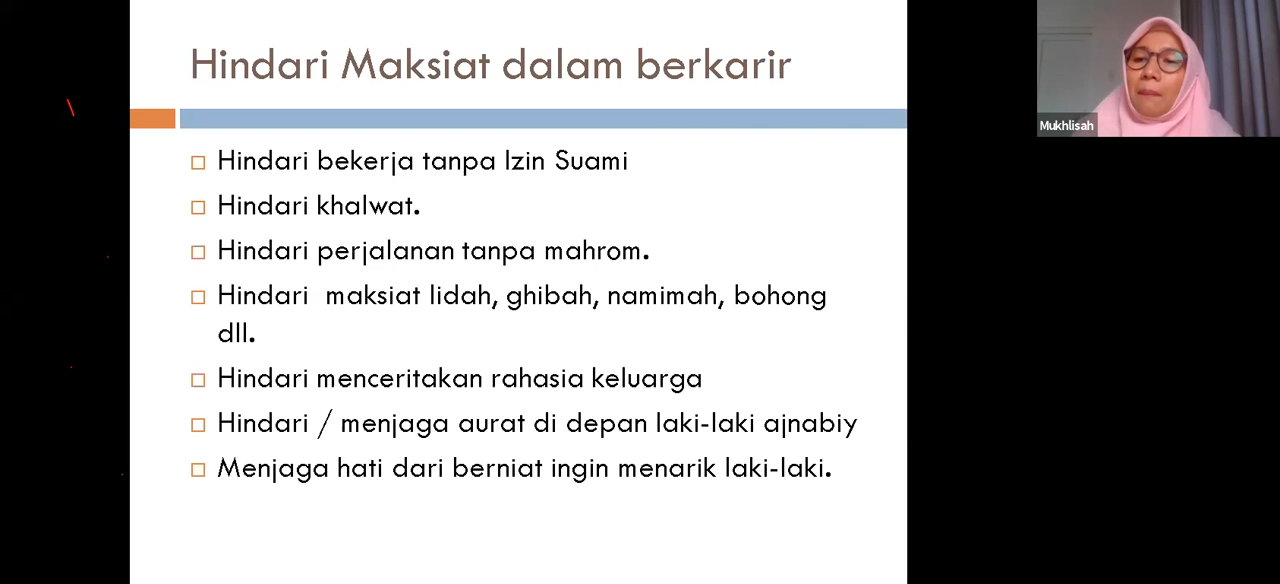 Hindari Maksiat dalam berkarir
Hindari bekerja tanpa Izin Suami
Hindari khalwat.
Hindari perjalanan tanpa mahrom.
Hindari  maksiat lidah, ghibah, namimah, bohong
dll.
Hindari menceritakan rahasia keluarga
Hindari / menjaga aurat di depan laki-laki ajnabiy
Menjaga hati dari berniat ingin menarik laki-laki.
Mukhlisah